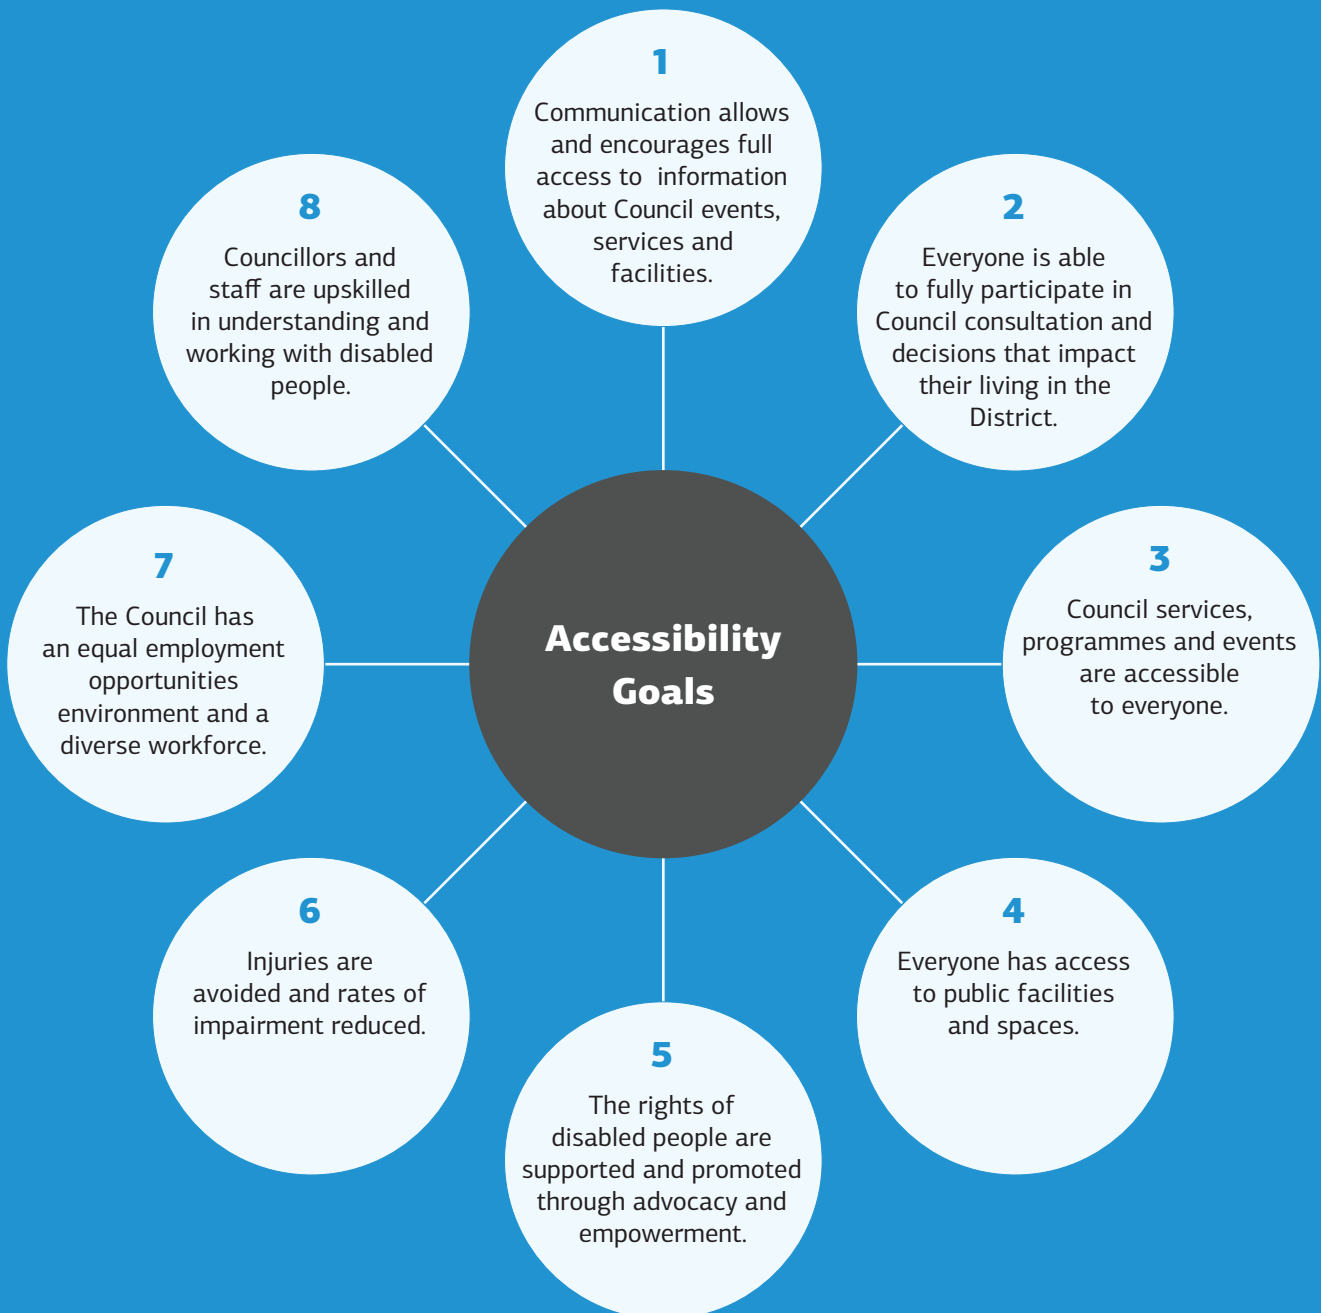 1
Communication allows
and encourages full
access to  information
about Council events,
services and
facilities.
2
Everyone is able
to fully participate in
Council consultation and
decisions that impact
their living in the
District.
3
Council services,
programmes and events
are accessible
to everyone.
4
Everyone has access
to public facilities
and spaces.
5
The rights of
disabled people are
supported and promoted
through advocacy and
empowerment.
6
Injuries are
avoided and rates of
impairment reduced.
7
The Council has
an equal employment
opportunities
environment and a
diverse workforce.
8
Councillors and
staff are upskilled
in understanding and
working with disabled
people.
Accessibility
Goals